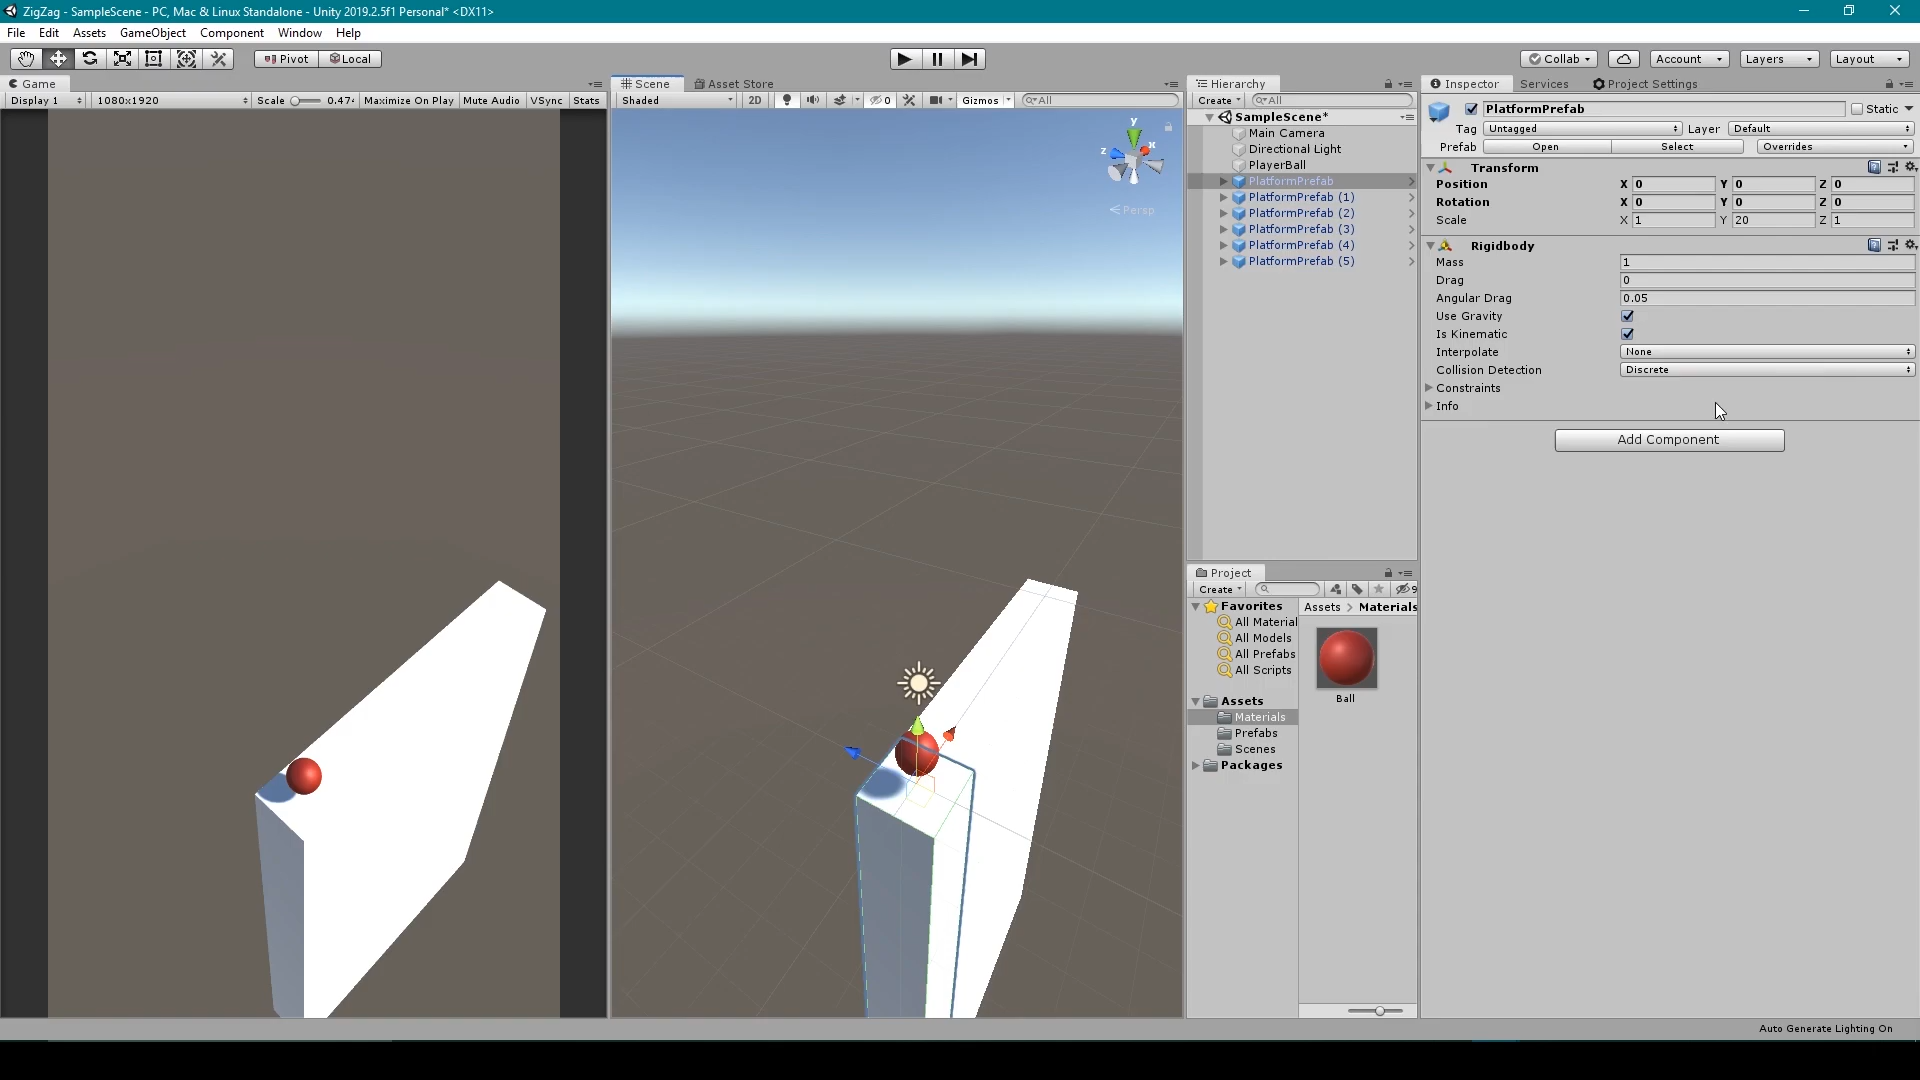 ZigZag - SampleScene - PC, Mac & Linux Standalone - Unity 2019.2.5f1 Personal* <DX11>
File Edit Assets GameObject Component Window Help
Pivot Local Collab Account Layers Layout
Game
Display 1 1080x1920 Scale 0.47 Maximize On Play Mute Audio VSync Stats
Scene Asset Store
Shaded 2D 0 Gizmos All
y
x
z
Persp
Hierarchy
Create All
SampleScene*
Main Camera
Directional Light
PlayerBall
PlatformPrefab
PlatformPrefab (1)
PlatformPrefab (2)
PlatformPrefab (3)
PlatformPrefab (4)
PlatformPrefab (5)
Project
Create 9
Favorites
All Material
All Models
All Prefabs
All Scripts
Assets
Materials
Prefabs
Scenes
Packages
Assets > Materials
Ball
Inspector Services Project Settings
PlatformPrefab Static
Tag Untagged Layer Default
Prefab Open Select Overrides
Transform
Position X 0 Y 0 Z 0
Rotation X 0 Y 0 Z 0
Scale X 1 Y 20 Z 1
Rigidbody
Mass 1
Drag 0
Angular Drag 0.05
Use Gravity
Is Kinematic
Interpolate None
Collision Detection Discrete
Constraints
Info
Add Component
Auto Generate Lighting On